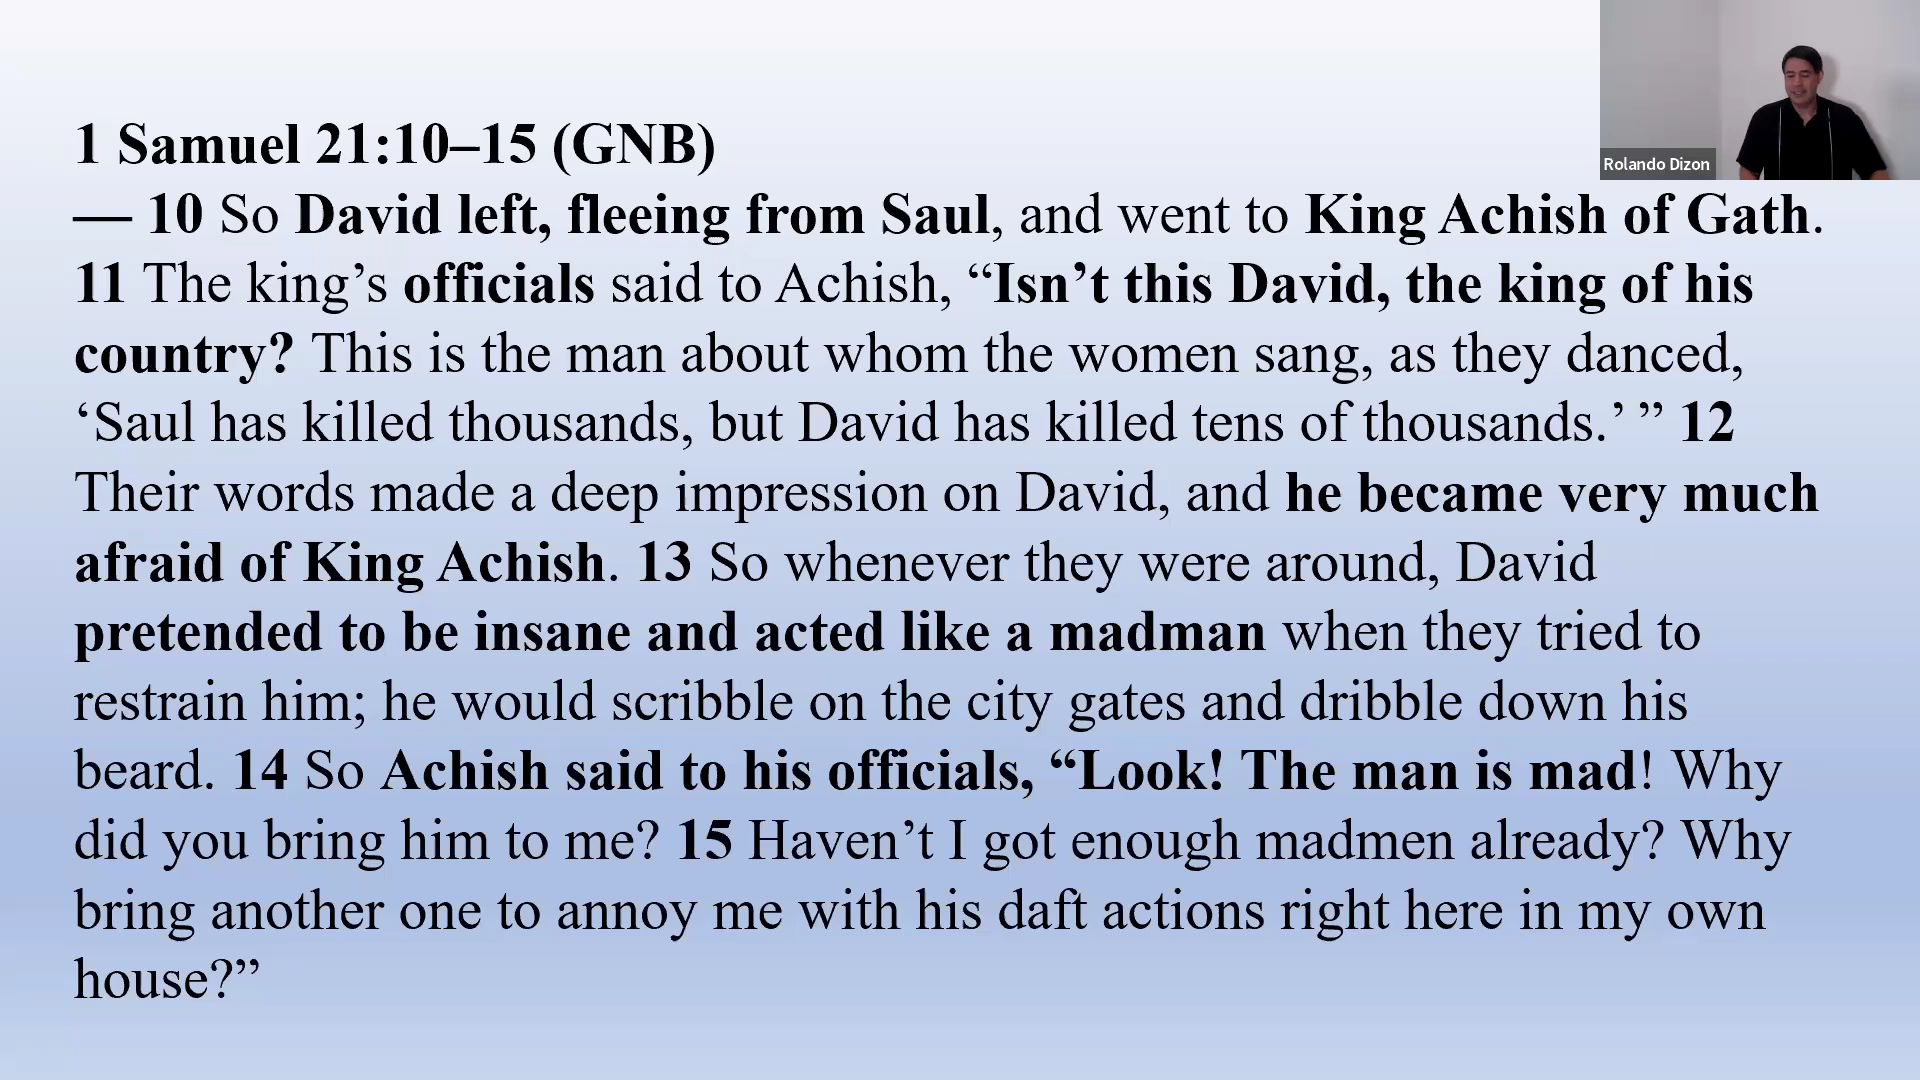 Rolando Dizon
1 Samuel 21:10–15 (GNB)
— 10 So David left, fleeing from Saul, and went to King Achish of Gath.
11 The king’s officials said to Achish, “Isn’t this David, the king of his
country? This is the man about whom the women sang, as they danced,
‘Saul has killed thousands, but David has killed tens of thousands.’ ” 12
Their words made a deep impression on David, and he became very much
afraid of King Achish. 13 So whenever they were around, David
pretended to be insane and acted like a madman when they tried to
restrain him; he would scribble on the city gates and dribble down his
beard. 14 So Achish said to his officials, “Look! The man is mad! Why
did you bring him to me? 15 Haven’t I got enough madmen already? Why
bring another one to annoy me with his daft actions right here in my own
house?”